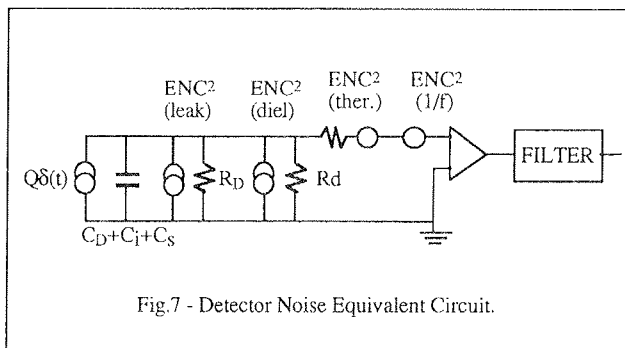 ENC² ENC² ENC² ENC²
(leak) (diel) (ther.) (1/f)
Qδ(t) R_D Rd FILTER
C_D+C_i+C_s
Fig.7 - Detector Noise Equivalent Circuit.